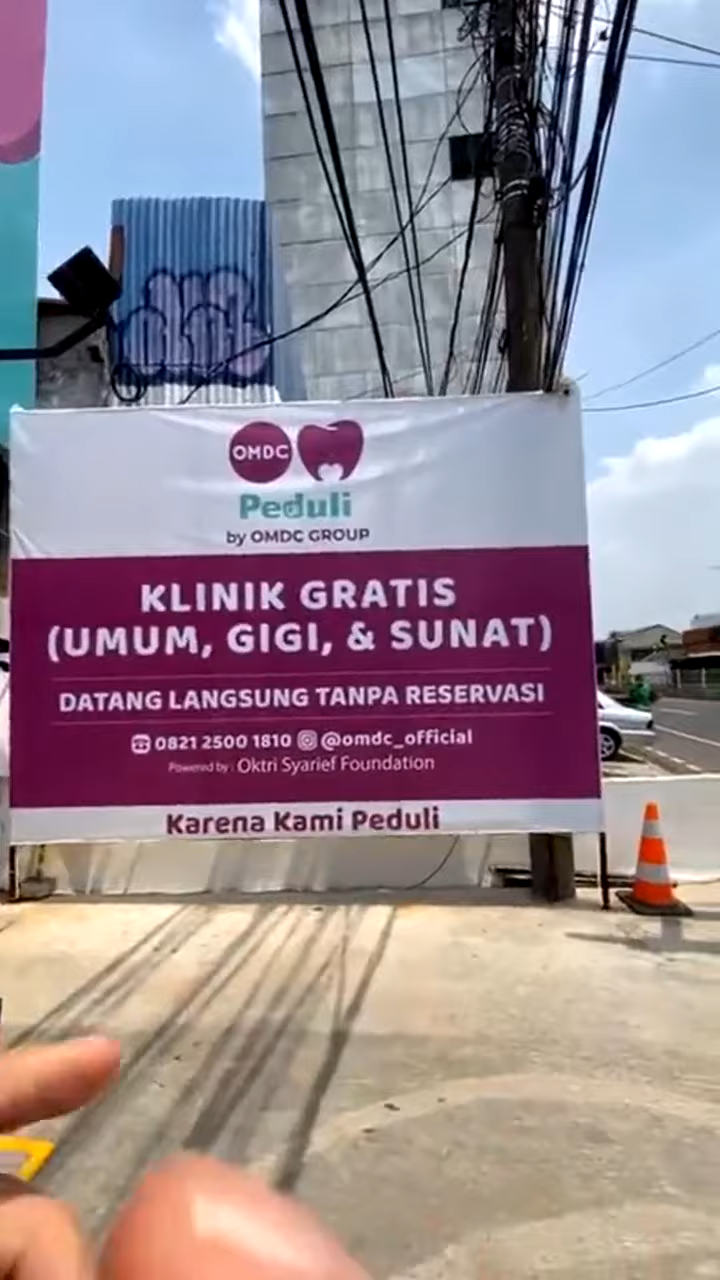 OMDC
Peduli
by OMDC GROUP
KLINIK GRATIS
(UMUM, GIGI, & SUNAT)
DATANG LANGSUNG TANPA RESERVASI
0821 2500 1810 @omdc_official
Powered by : Oktri Syarief Foundation
Karena Kami Peduli